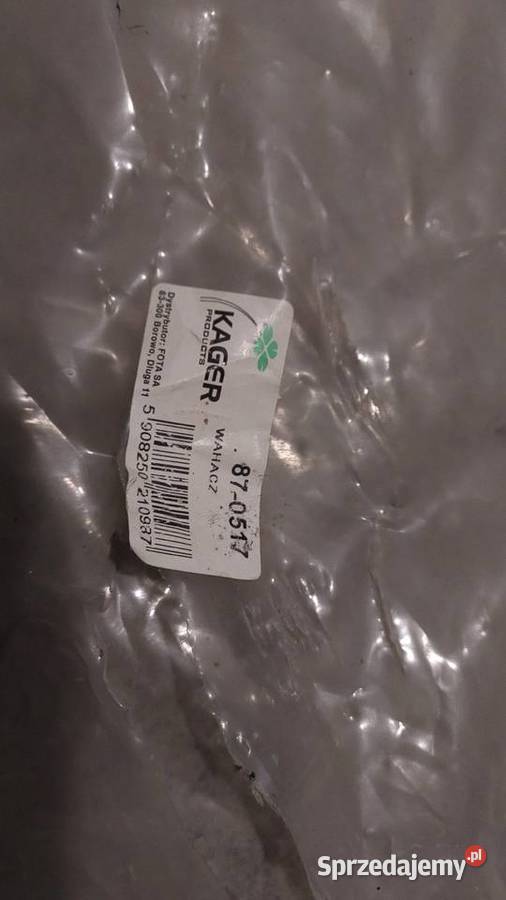 KAGER
PRODUCTS
WAHACZ
87-0517
Dystrybutor: FOTA SA
83-300 Borowo, Długa 11
5 908250 210987
Sprzedajemy.pl